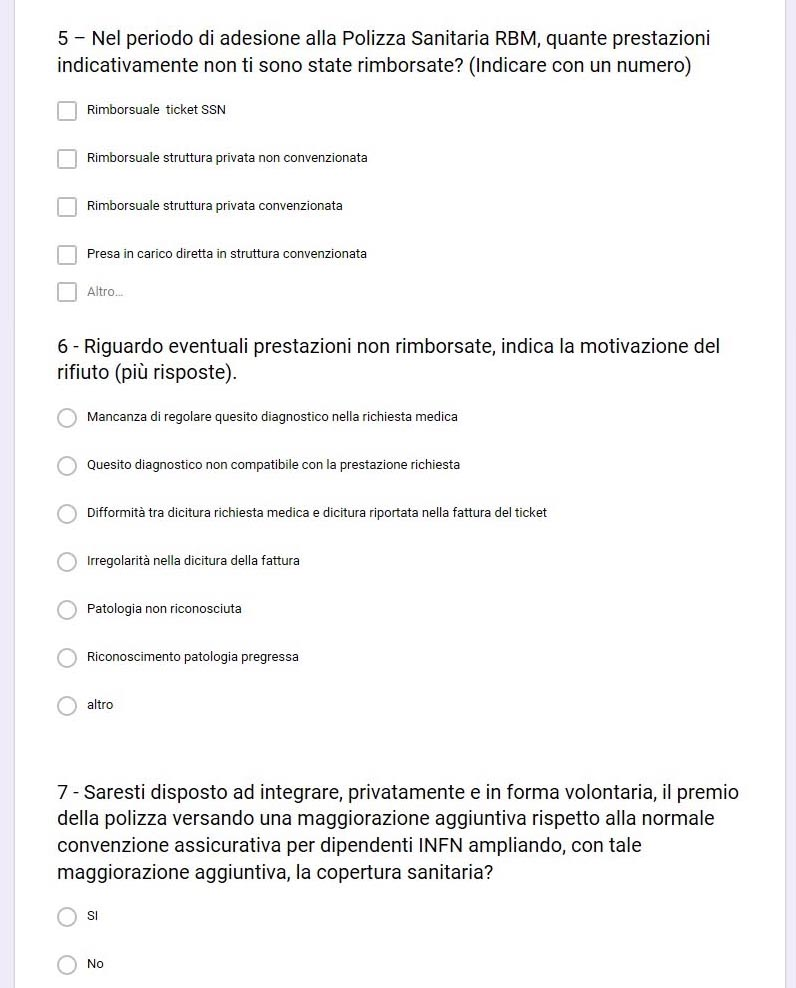 5 – Nel periodo di adesione alla Polizza Sanitaria RBM, quante prestazioni
indicativamente non ti sono state rimborsate? (Indicare con un numero)
Rimborsuale ticket SSN
Rimborsuale struttura privata non convenzionata
Rimborsuale struttura privata convenzionata
Presa in carico diretta in struttura convenzionata
Altro...
6 - Riguardo eventuali prestazioni non rimborsate, indica la motivazione del
rifiuto (più risposte).
Mancanza di regolare quesito diagnostico nella richiesta medica
Quesito diagnostico non compatibile con la prestazione richiesta
Difformità tra dicitura richiesta medica e dicitura riportata nella fattura del ticket
Irregolarità nella dicitura della fattura
Patologia non riconosciuta
Riconoscimento patologia pregressa
altro
7 - Saresti disposto ad integrare, privatamente e in forma volontaria, il premio
della polizza versando una maggiorazione aggiuntiva rispetto alla normale
convenzione assicurativa per dipendenti INFN ampliando, con tale
maggiorazione aggiuntiva, la copertura sanitaria?
SI
No